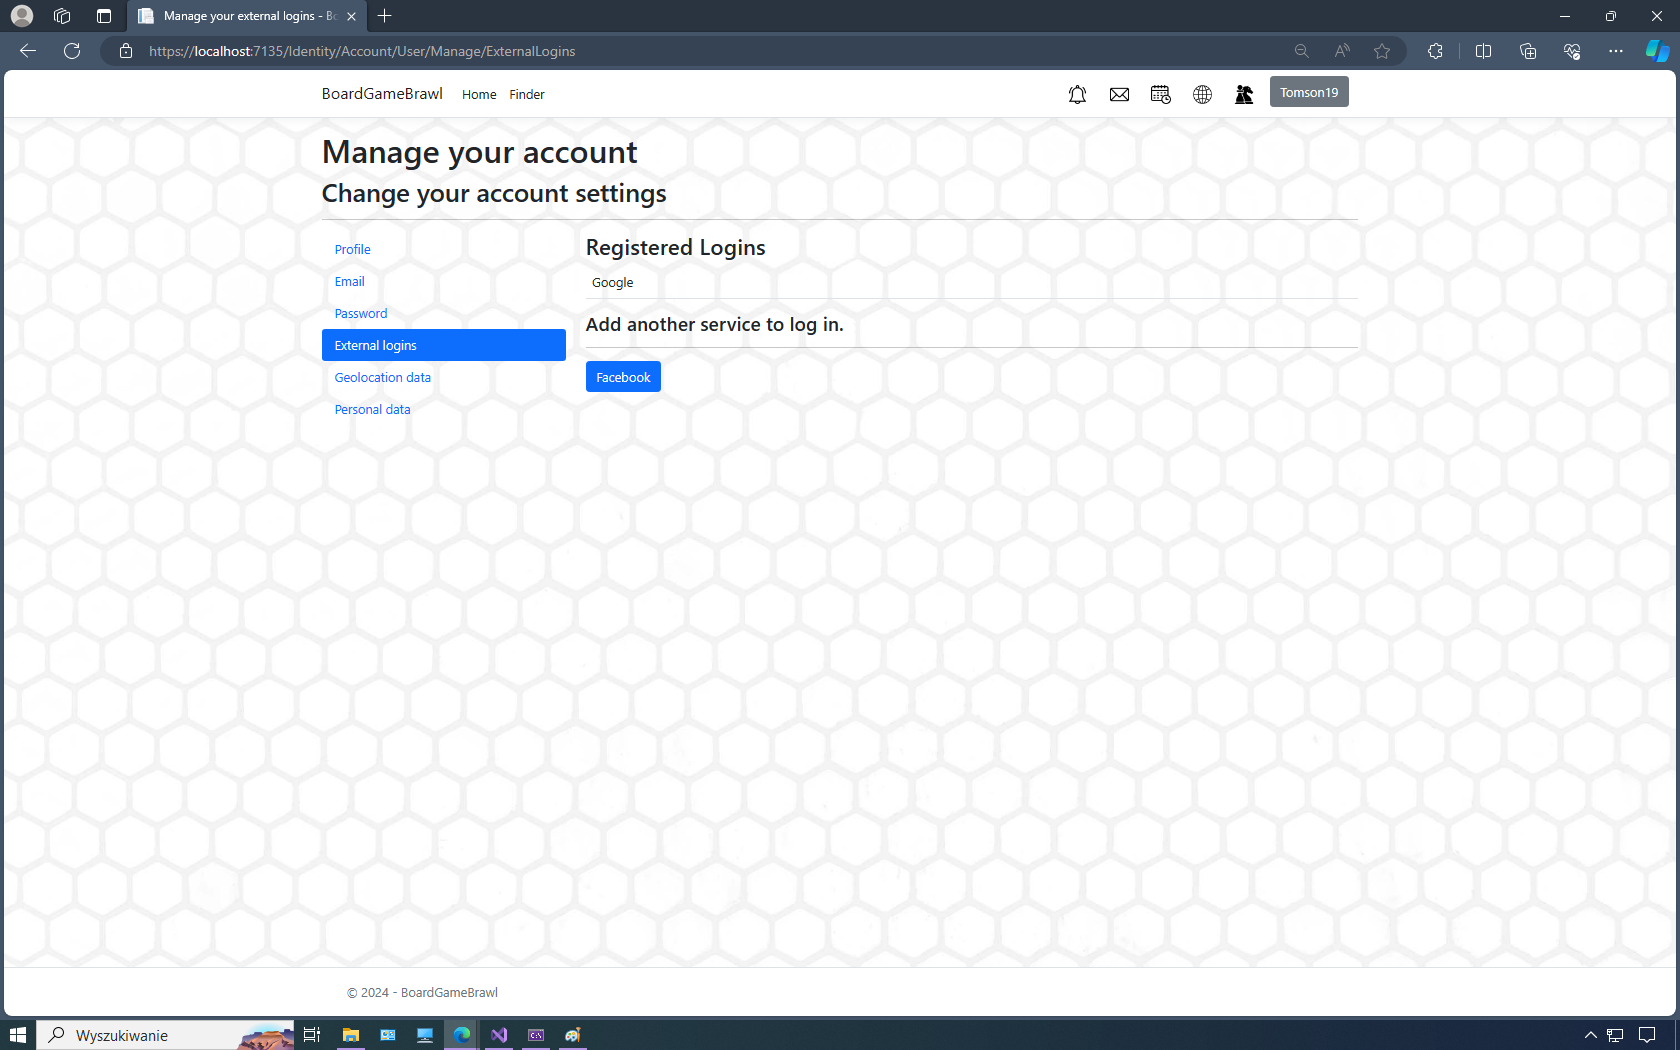 Manage your external logins - Bo
https://localhost:7135/Identity/Account/User/Manage/ExternalLogins
BoardGameBrawl Home Finder Tomson19
Manage your account
Change your account settings
Profile
Email
Password
External logins
Geolocation data
Personal data
Registered Logins
Google
Add another service to log in.
Facebook
© 2024 - BoardGameBrawl
Wyszukiwanie